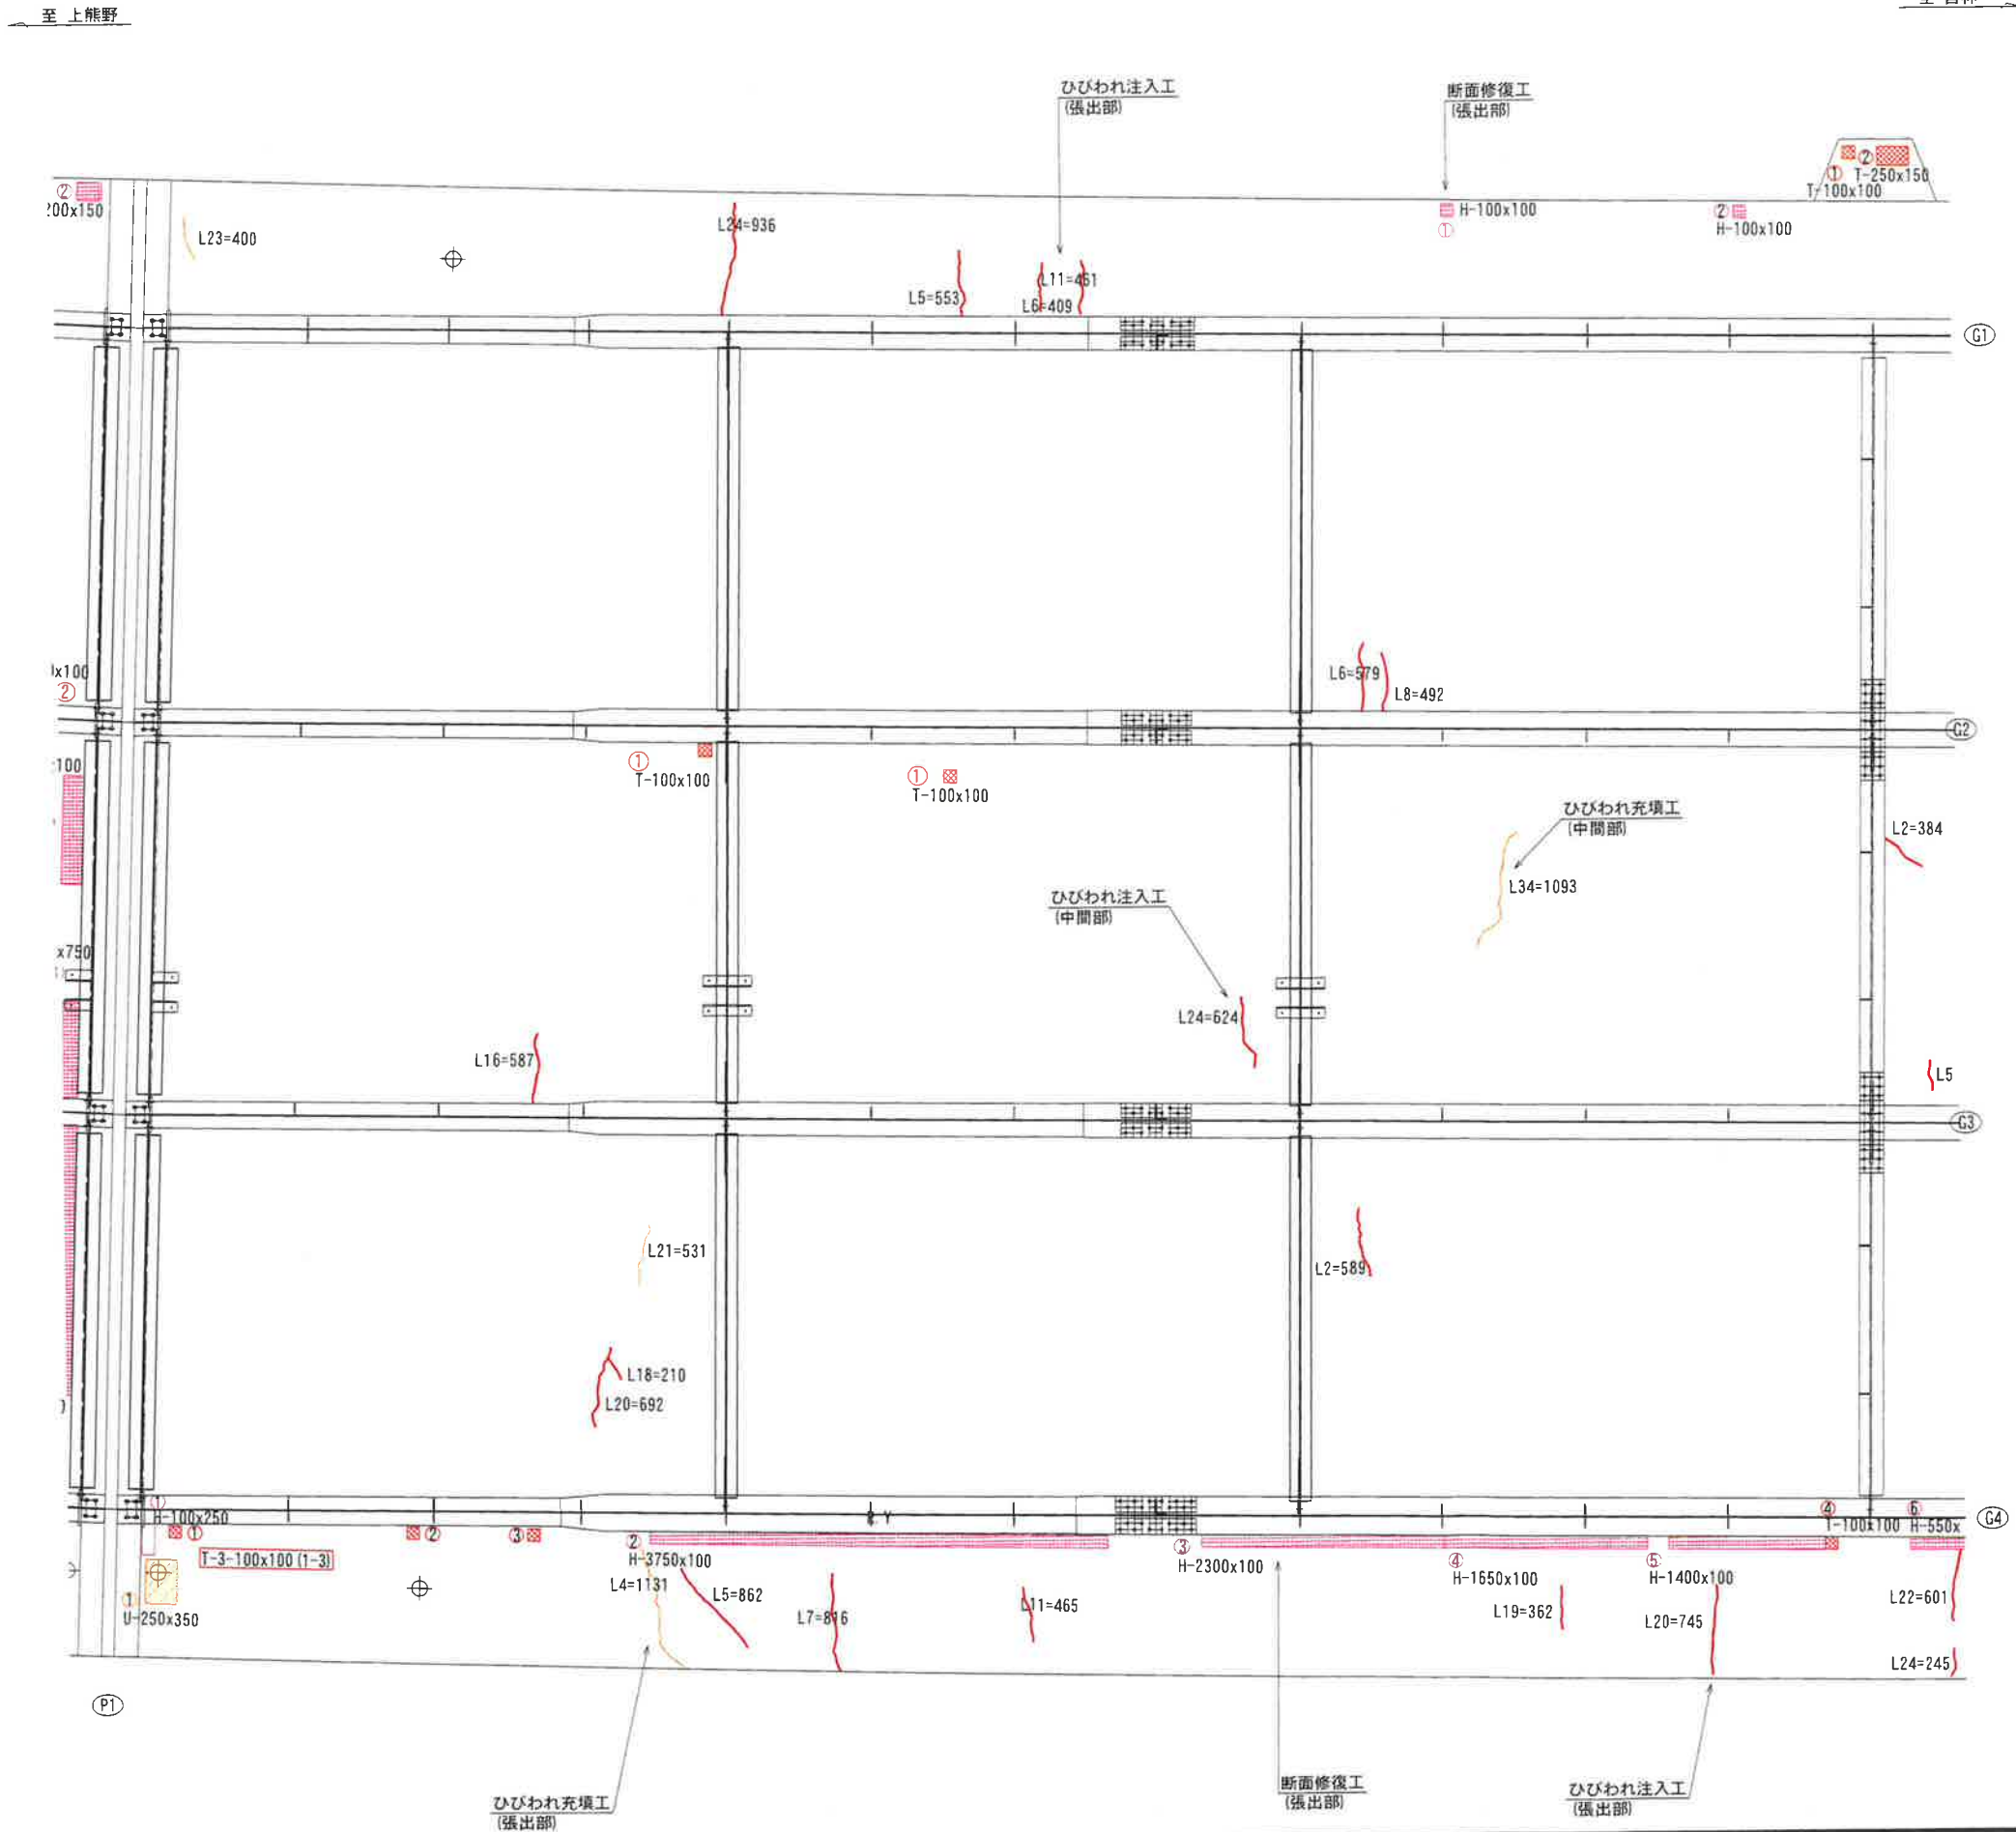 至 上熊野
ひびわれ注入工
(張出部)
断面修復工
(張出部)
②
200x150
L23=400
L24=936
L5=553
L11=461
L6=409
H-100x100
①
②
H-100x100
②
① T-250x150
T-100x100
G1
x100
②
L6=579
L8=492
G2
100
①
T-100x100
①
T-100x100
ひびわれ充填工
(中間部)
L2=384
L34=1093
ひびわれ注入工
(中間部)
x750
L24=624
L16=587
L5
G3
L21=531
L2=589
L18=210
L20=692
①
H-100x250
①
②
③
T-3-100x100 (1-3)
②
H-3750x100
③
H-2300x100
④
H-1650x100
⑤
H-1400x100
④
T-100x100
⑥
H-550x
G4
①
U-250x350
L4=1131
L5=862
L7=816
L11=465
L19=362
L20=745
L22=601
L24=245
P1
ひびわれ充填工
(張出部)
断面修復工
(張出部)
ひびわれ注入工
(張出部)